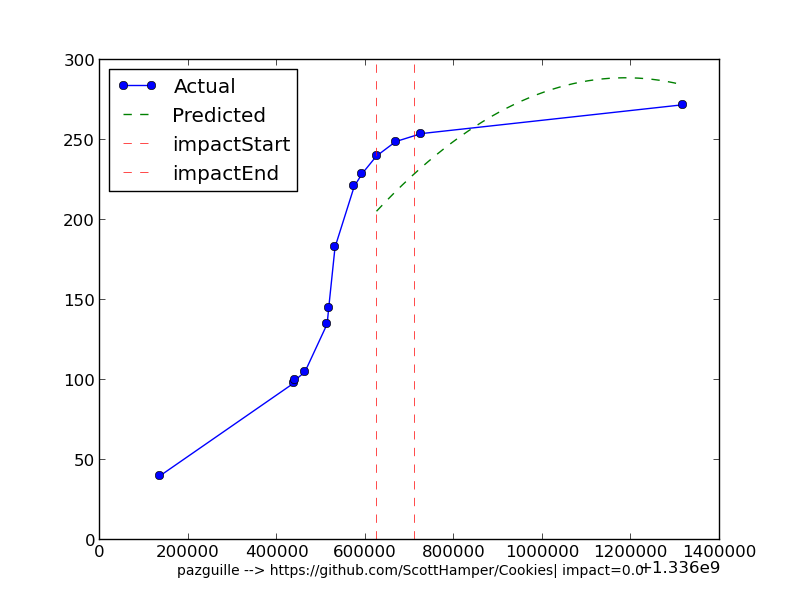 300
250
200
150
100
50
0
Actual
Predicted
impactStart
impactEnd
0 200000 400000 600000 800000 1000000 1200000 1400000
+1.336e9
pazguille --> https://github.com/ScottHamper/Cookies| impact=0.0